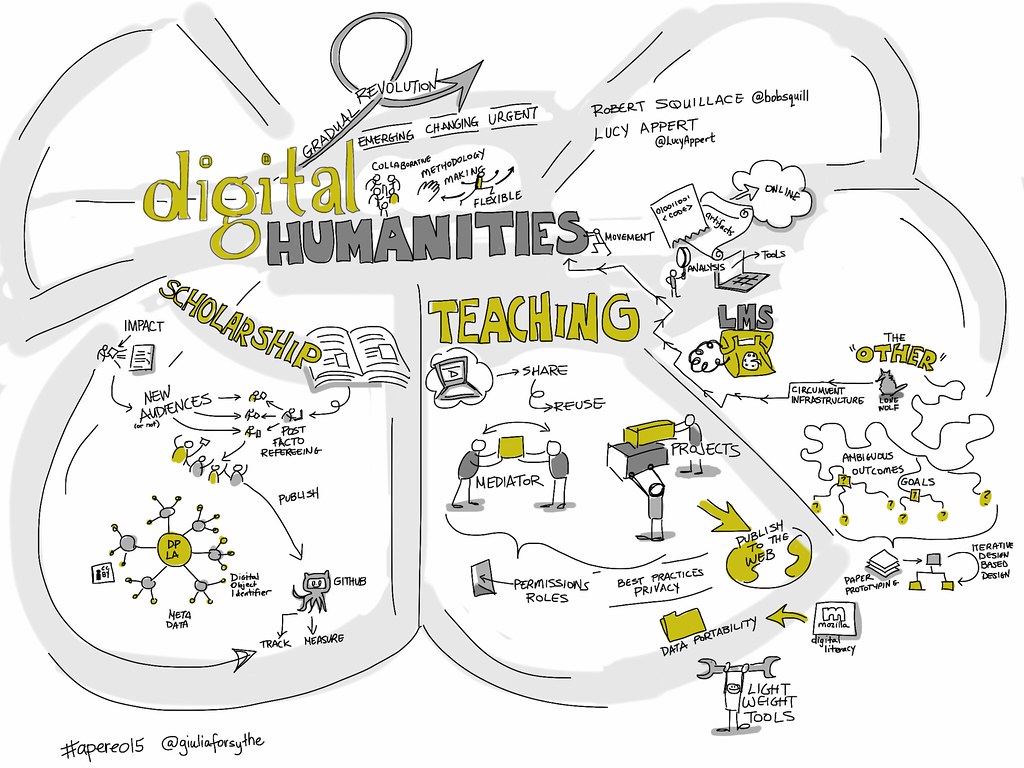 GRADUAL REVOLUTION
EMERGING CHANGING URGENT
ROBERT SQUILLACE @bobsquill
LUCY APPERT
@LucyAppert
digital
HUMANITIES
COLLABORATIVE
METHODOLOGY
MAKING
FLEXIBLE
MOVEMENT
01001001
<CODE>
artifacts
ONLINE
ANALYSIS
TOOLS
LMS
THE
"OTHER"
LONE
WOLF
CIRCUMVENT
INFRASTRUCTURE
AMBIGUOUS
OUTCOMES
GOALS
? ? ? ? ? ? ?
PAPER
PROTOTYPING
ITERATIVE
DESIGN
BASED
DESIGN
SCHOLARSHIP
IMPACT
NEW
AUDIENCES
(or not)
POST
FACTO
REFEREEING
PUBLISH
DP
LA
CC
BY
META
DATA
Digital
Object
Identifier
GITHUB
TRACK
MEASURE
TEACHING
SHARE
REUSE
MEDIATOR
PROJECTS
PUBLISH
TO THE
WEB
PERMISSIONS
ROLES
BEST PRACTICES
PRIVACY
DATA PORTABILITY
m
mozilla
digital
literacy
LIGHT
WEIGHT
TOOLS
#apereo15 @giuliaforsythe